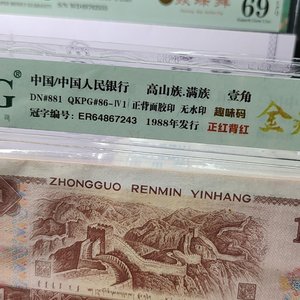 69
中国/中国人民银行 高山族.满族 壹角
DN#881 QKPG#86-IV1 正背面胶印 无水印 趣味码
冠字编号: ER64867243 1988年发行 正红背红
G
金
ZHONGGUO RENMIN YINHANG